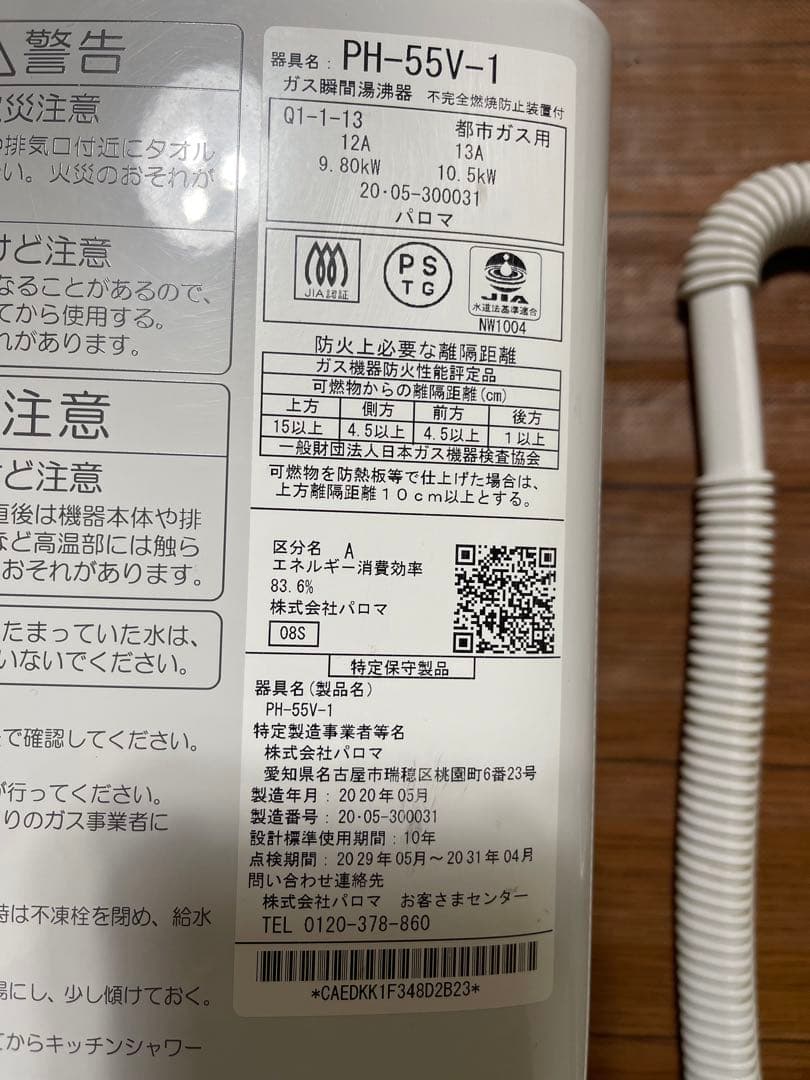 警告
災注意
排気口付近にタオル
い。火災のおそれが
けど注意
なることがあるので、
てから使用する。
れがあります。
注意
ど注意
直後は機器本体や排
など高温部には触ら
おそれがあります。
たまっていた水は、
いないでください。
で確認してください。
が行ってください。
りのガス事業者に
時は不凍栓を閉め、給水
湯にし、少し傾けておく。
てからキッチンシャワー
器具名: PH-55V-1
ガス瞬間湯沸器 不完全燃焼防止装置付
Q1-1-13 都市ガス用
12A 13A
9.80kW 10.5kW
20・05-300031
パロマ
JIA認証
PS
TG
JIA
水道法基準適合
NW1004
防火上必要な離隔距離
ガス機器防火性能評定品
可燃物からの離隔距離(cm)
上方 側方 前方 後方
15以上 4.5以上 4.5以上 1以上
一般財団法人日本ガス機器検査協会
可燃物を防熱板等で仕上げた場合は、
上方離隔距離10cm以上とする。
区分名 A
エネルギー消費効率
83.6%
株式会社パロマ
08S
特定保守製品
器具名(製品名)
PH-55V-1
特定製造事業者等名
株式会社パロマ
愛知県名古屋市瑞穂区桃園町6番23号
製造年月: 2020年05月
製造番号: 20・05-300031
設計標準使用期間: 10年
点検期間: 2029年05月~2031年04月
問い合わせ連絡先
株式会社パロマ お客さまセンター
TEL 0120-378-860
*CAEDKK1F348D2B23*